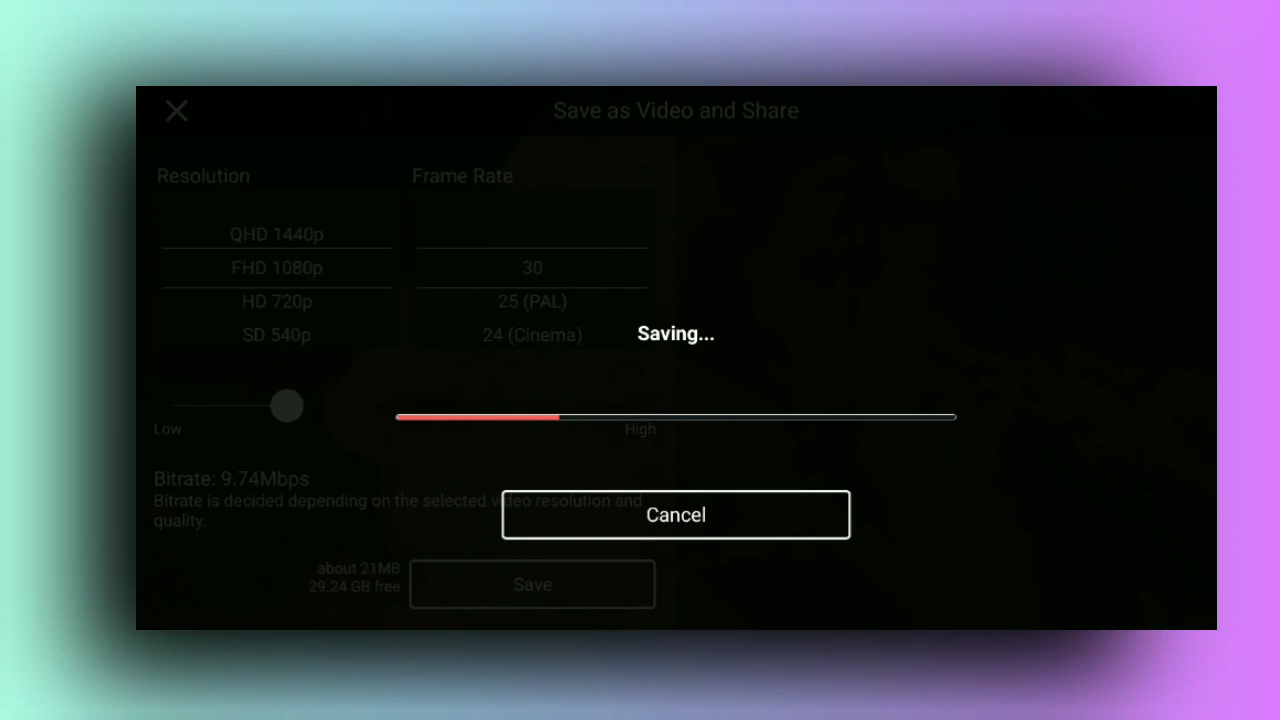 Save as Video and Share
Resolution
Frame Rate
QHD 1440p
FHD 1080p
HD 720p
SD 540p
30
25 (PAL)
24 (Cinema)
Saving...
Low
High
Bitrate: 9.74Mbps
Bitrate is decided depending on the selected video resolution and
quality.
Cancel
about 21MB
29.24 GB free
Save